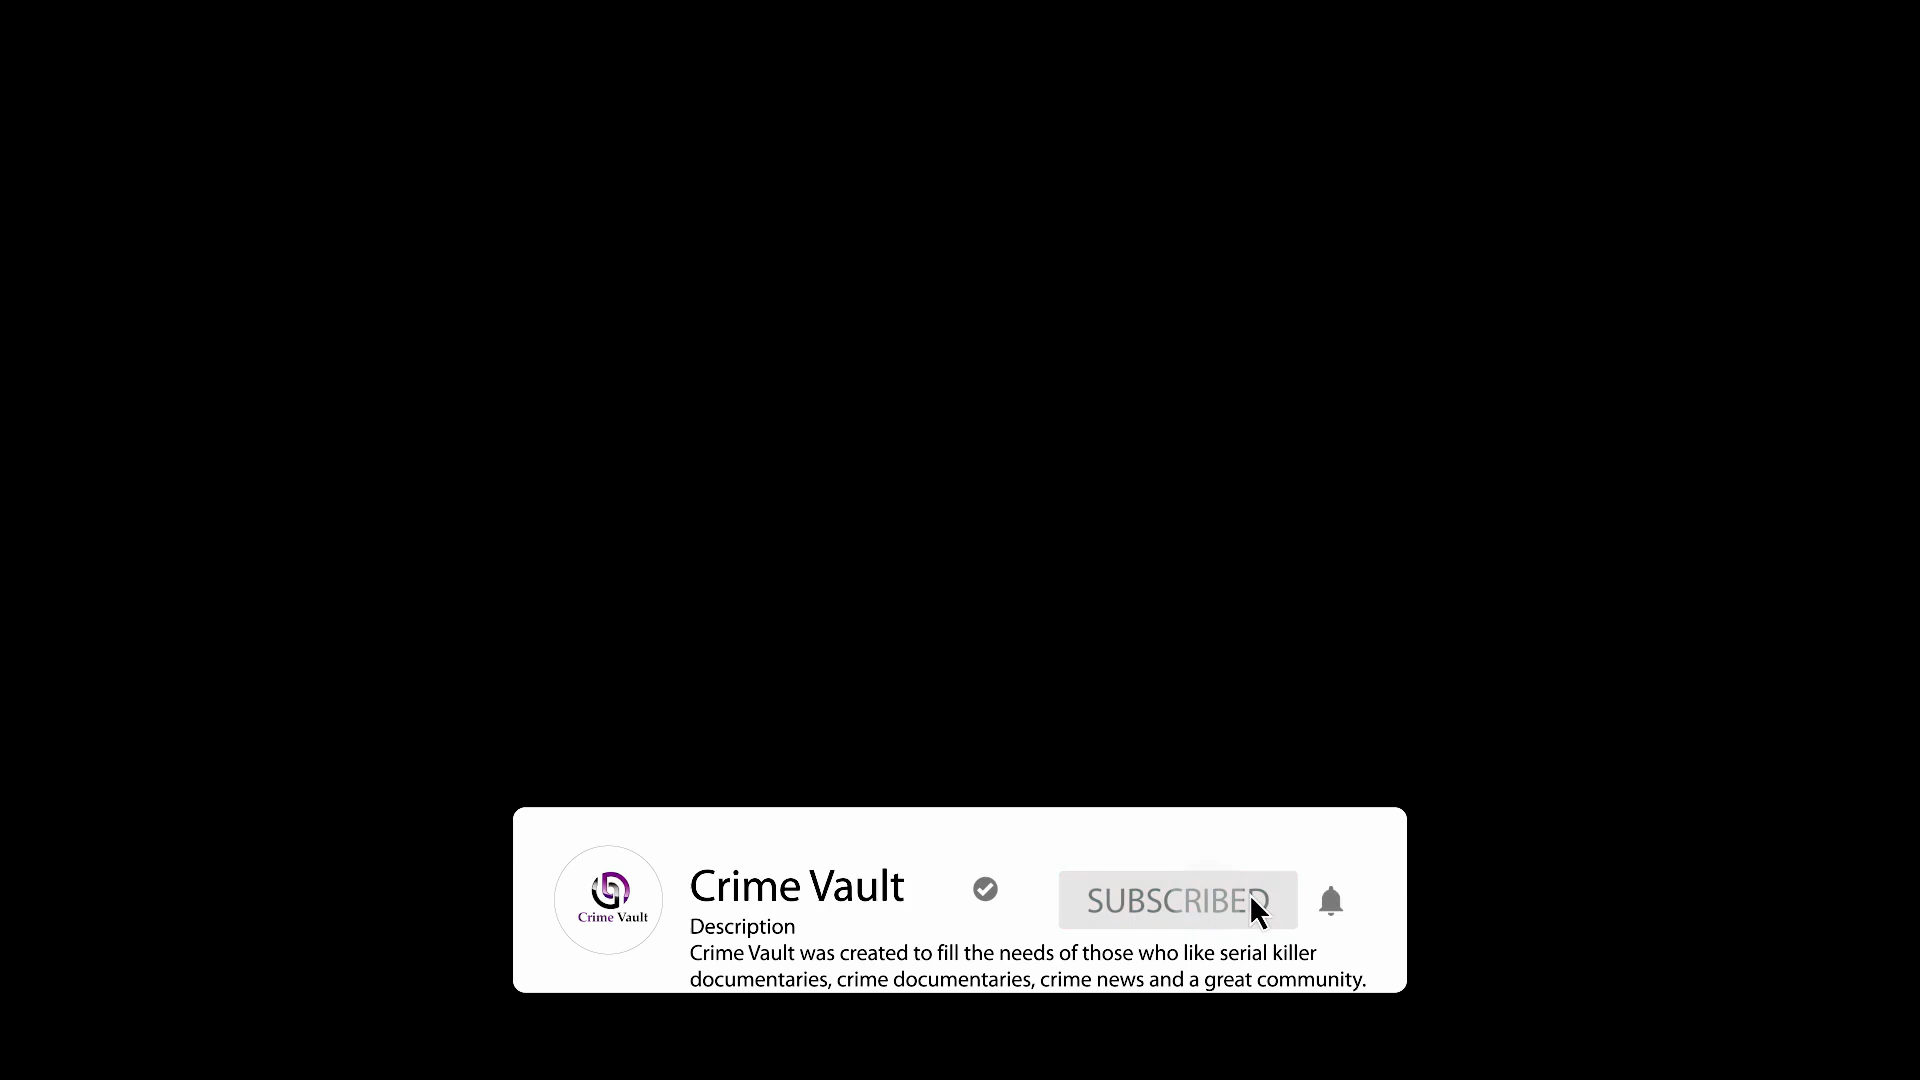 Crime Vault
Crime Vault
SUBSCRIBED
Description
Crime Vault was created to fill the needs of those who like serial killer
documentaries, crime documentaries, crime news and a great community.